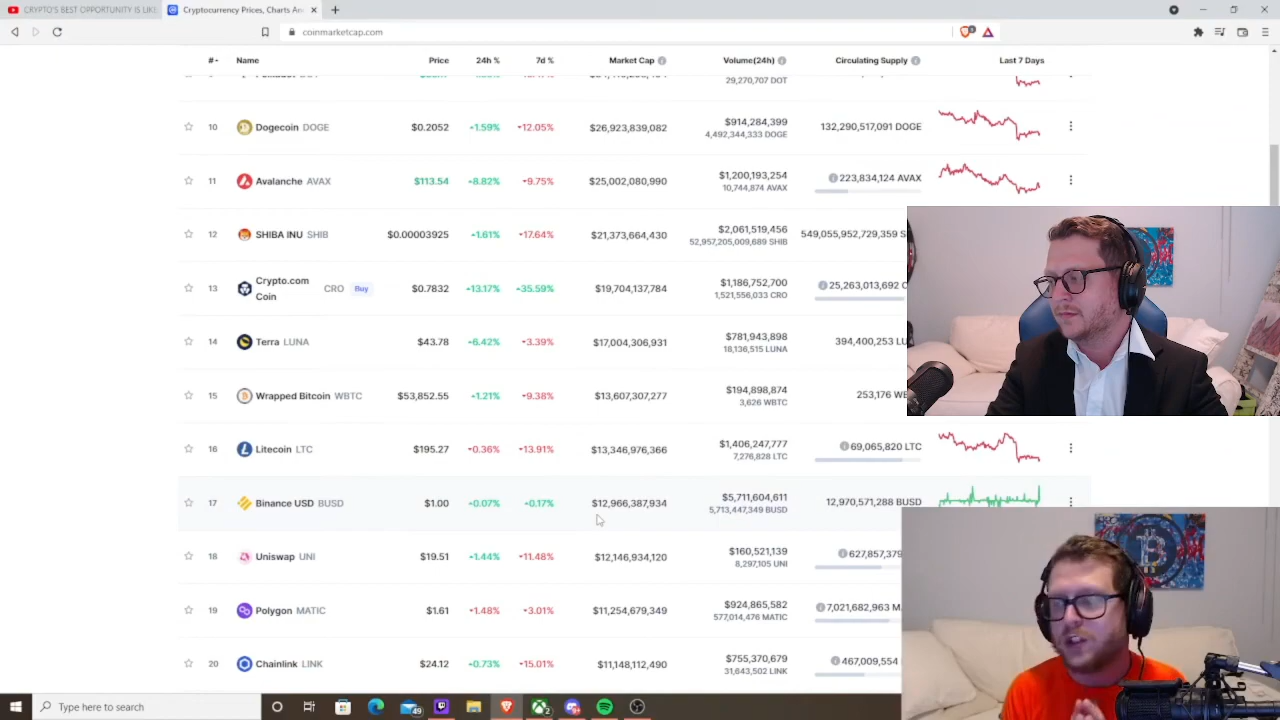 CRYPTO'S BEST OPPORTUNITY IS LIKE
Cryptocurrency Prices, Charts An
coinmarketcap.com
# Name Price 24h % 7d % Market Cap Volume(24h) Circulating Supply Last 7 Days
29,270,707 DOT
10 Dogecoin DOGE $0.2052 1.59% 12.05% $26,923,839,082 $914,284,399 132,290,517,091 DOGE
4,492,344,333 DOGE
11 Avalanche AVAX $113.54 8.82% 9.75% $25,002,080,990 $1,200,193,254 223,834,124 AVAX
10,744,874 AVAX
12 SHIBA INU SHIB $0.00003925 1.61% 17.64% $21,373,664,430 $2,061,519,456 549,055,952,729,359 S
52,957,205,009,689 SHIB
13 Crypto.com Coin CRO Buy $0.7832 13.17% 35.59% $19,704,137,784 $1,186,752,700 25,263,013,692 C
1,521,556,033 CRO
14 Terra LUNA $43.78 6.42% 3.39% $17,004,306,931 $781,943,898 394,400,253 LU
18,136,515 LUNA
15 Wrapped Bitcoin WBTC $53,852.55 1.21% 9.38% $13,607,307,277 $194,898,874 253,176 WB
3,626 WBTC
16 Litecoin LTC $195.27 0.36% 13.91% $13,346,976,366 $1,406,247,777 69,065,820 LTC
7,276,828 LTC
17 Binance USD BUSD $1.00 0.07% 0.17% $12,966,387,934 $5,711,604,611 12,970,571,288 BUSD
5,713,447,349 BUSD
18 Uniswap UNI $19.51 1.44% 11.48% $12,146,934,120 $160,521,139 627,857,379
8,297,105 UNI
19 Polygon MATIC $1.61 1.48% 3.01% $11,254,679,349 $924,865,582 7,021,682,963 M
577,014,476 MATIC
20 Chainlink LINK $24.12 0.73% 15.01% $11,148,112,490 $755,370,679 467,009,554
31,643,502 LINK
Type here to search
49
2